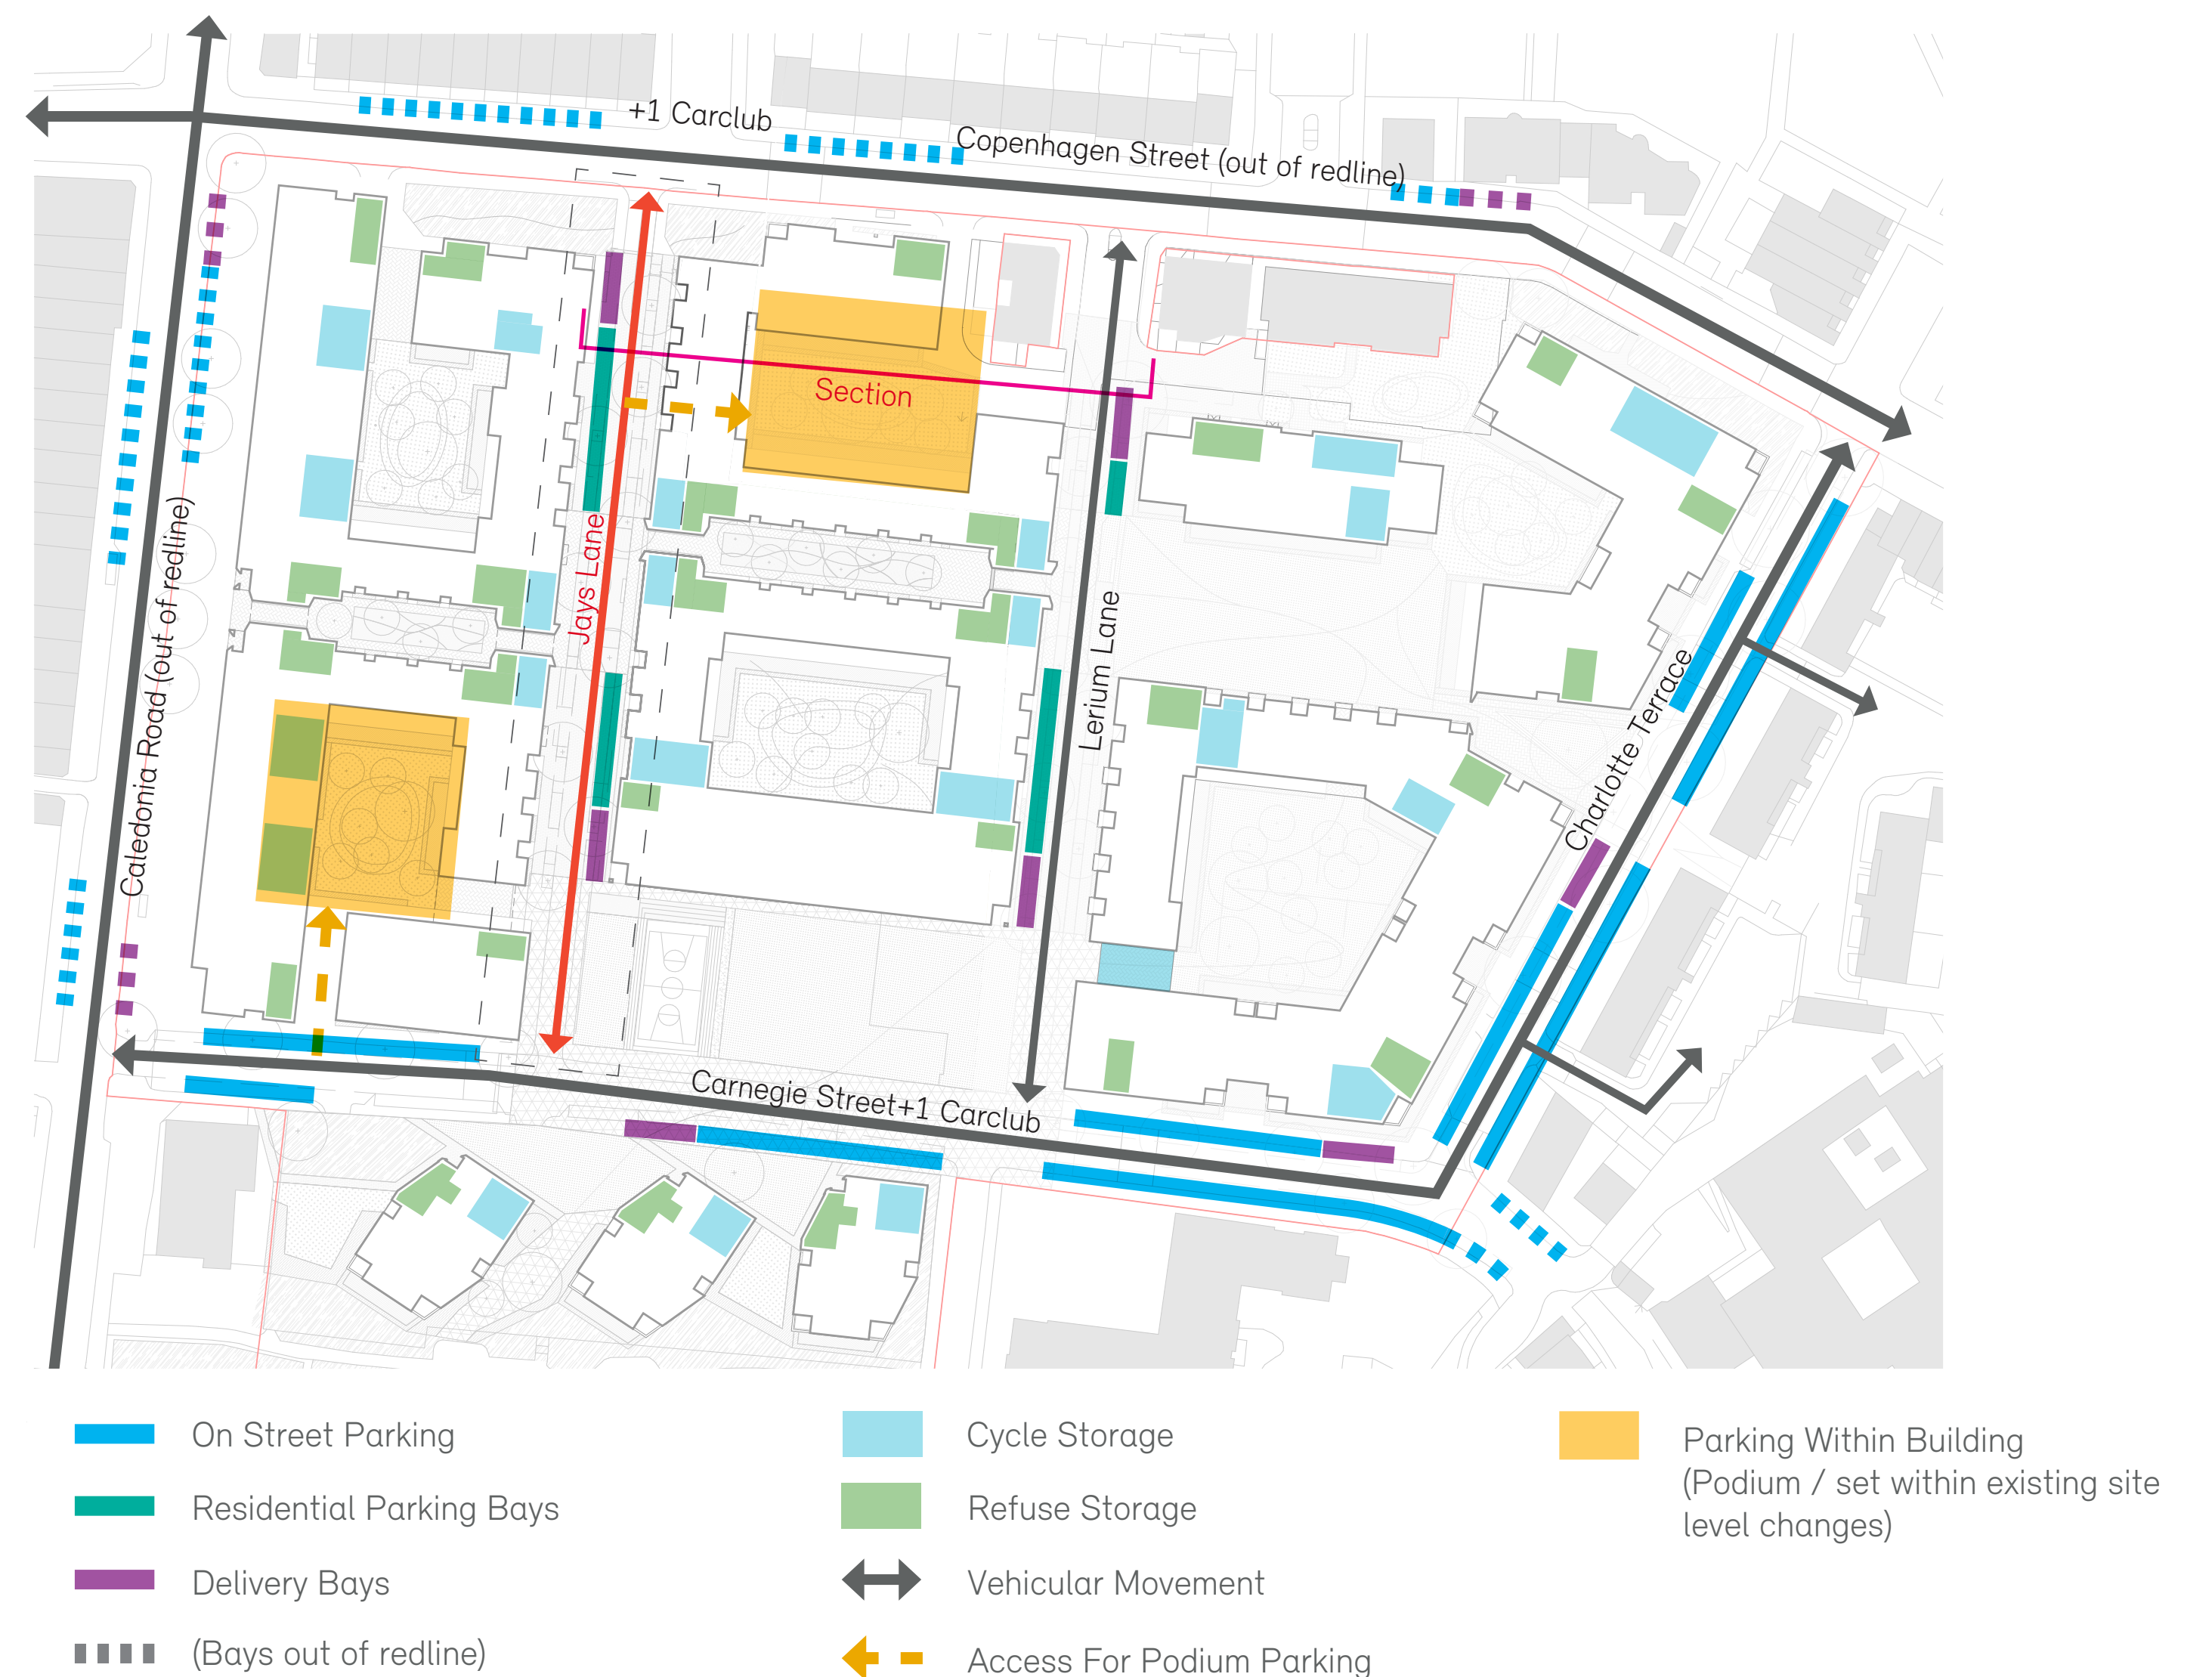 +1 Carclub
Copenhagen Street (out of redline)
Section
Jays Lane
Caledonia Road (out of redline)
Lerium Lane
Charlotte Terrace
Carnegie Street+1 Carclub
On Street Parking
Residential Parking Bays
Delivery Bays
(Bays out of redline)
Cycle Storage
Refuse Storage
Vehicular Movement
Access For Podium Parking
Parking Within Building
(Podium / set within existing site
level changes)